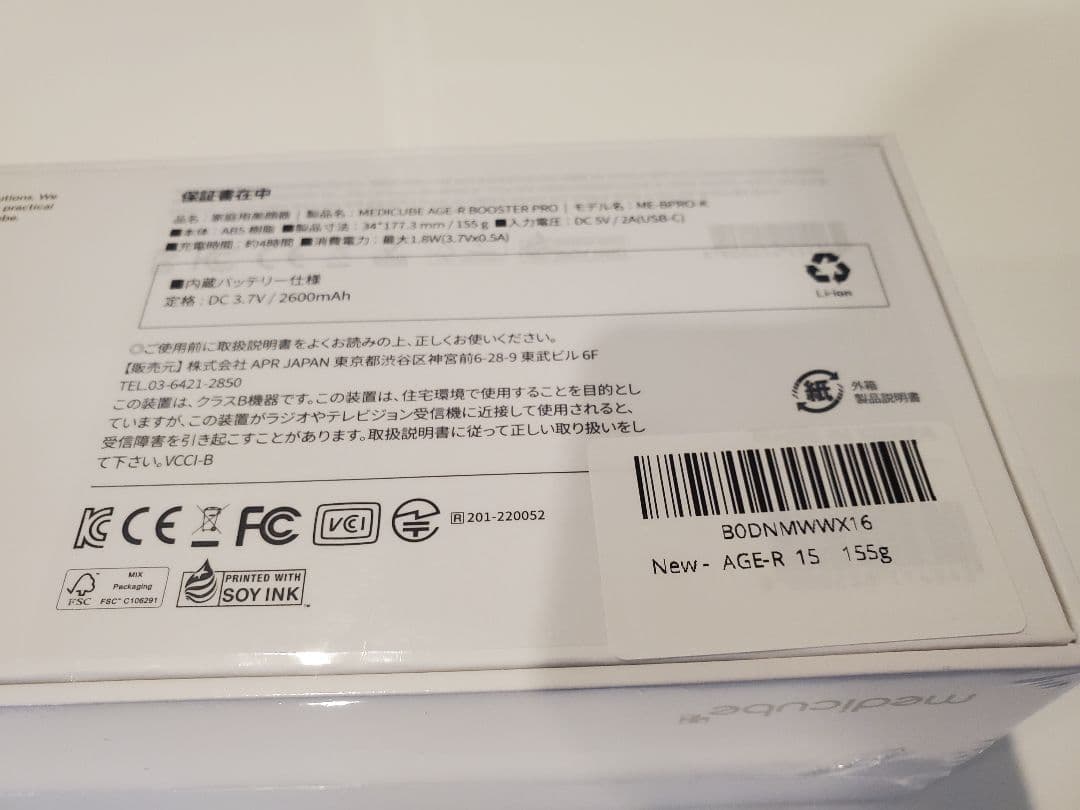 utions. We
practical
be.
保証書在中
品名：家庭用美顔器 | 製品名：MEDICUBE AGE-R BOOSTER PRO | モデル名：ME-BPRO-R
■本体：ABS 樹脂 ■製品寸法：34*177.3 mm / 155 g ■入力電圧：DC 5V / 2A(USB-C)
■充電時間：約4時間 ■消費電力：最大1.8W(3.7Vx0.5A)
■内蔵バッテリー仕様
定格：DC 3.7V / 2600mAh
Li-ion
◎ご使用前に取扱説明書をよくお読みの上、正しくお使いください。
【販売元】株式会社 APR JAPAN 東京都渋谷区神宮前6-28-9 東武ビル 6F
TEL.03-6421-2850
この装置は、クラスB機器です。この装置は、住宅環境で使用することを目的とし
ていますが、この装置がラジオやテレビジョン受信機に近接して使用されると、
受信障害を引き起こすことがあります。取扱説明書に従って正しい取り扱いをし
て下さい。VCCI-B
紙
外箱
製品説明書
KC CE FC VCI R 201-220052
FSC
MIX
Packaging
FSC™ C106291
PRINTED WITH
SOY INK™
B0DNMWWX16
New - AGE-R 15 155g
medicube